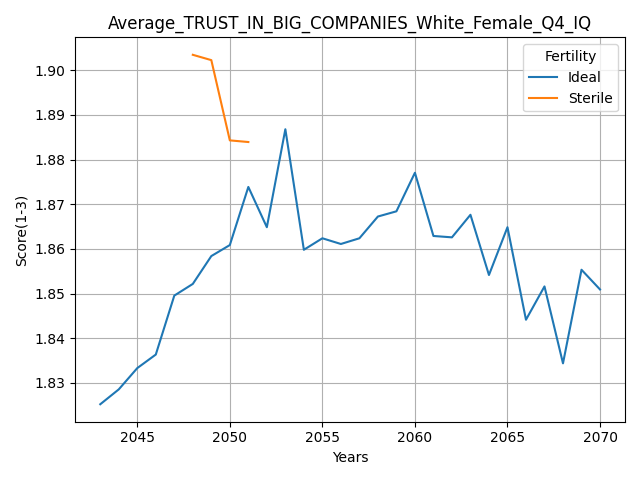 Average_TRUST_IN_BIG_COMPANIES_White_Female_Q4_IQ
Fertility
Ideal
Sterile
Score(1-3)
1.90
1.89
1.88
1.87
1.86
1.85
1.84
1.83
2045
2050
2055
2060
2065
2070
Years